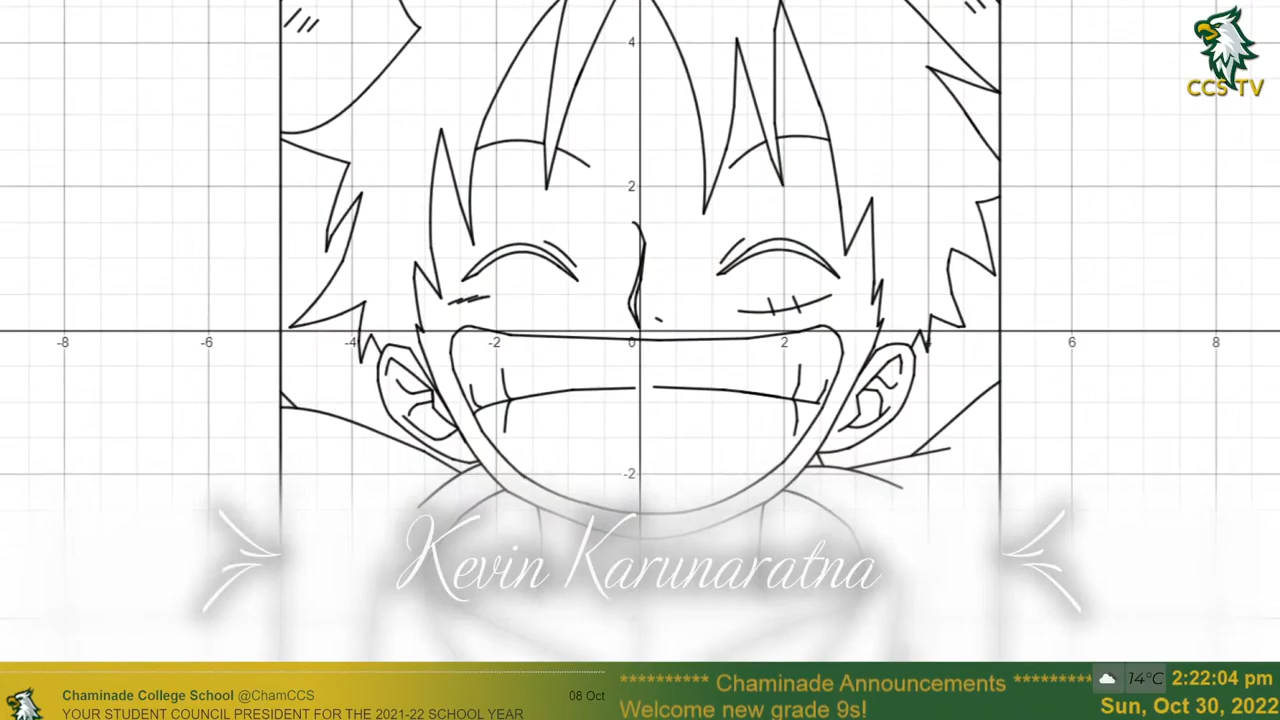 CCS TV
4
2
-8
-6
-4
-2
0
2
4
6
8
-2
Kevin Karunaratna
Chaminade College School @ChamCCS
08 Oct
YOUR STUDENT COUNCIL PRESIDENT FOR THE 2021-22 SCHOOL YEAR
********** Chaminade Announcements **********
Welcome new grade 9s!
14°C
2:22:04 pm
Sun, Oct 30, 2022